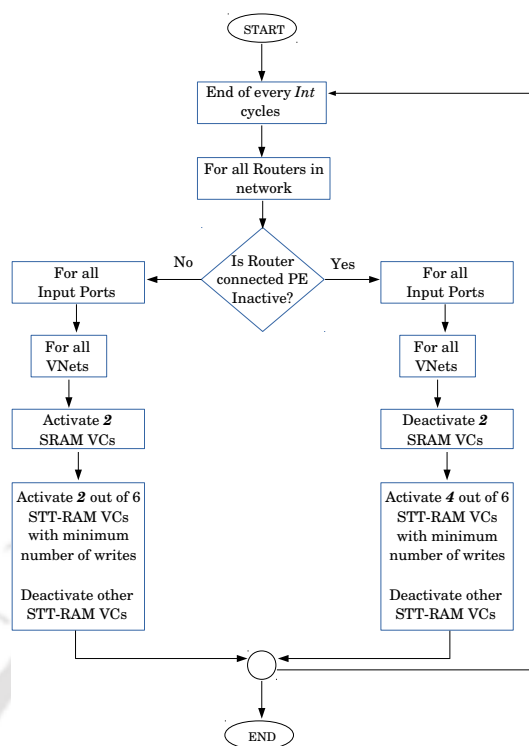 START
End of every Int
cycles
For all Routers in
network
Is Router
connected PE
Inactive?
No
Yes
For all
Input Ports
For all
VNets
Activate 2
SRAM VCs
Activate 2 out of 6
STT-RAM VCs
with minimum
number of writes
Deactivate other
STT-RAM VCs
For all
Input Ports
For all
VNets
Deactivate 2
SRAM VCs
Activate 4 out of 6
STT-RAM VCs
with minimum
number of writes
Deactivate other
STT-RAM VCs
END